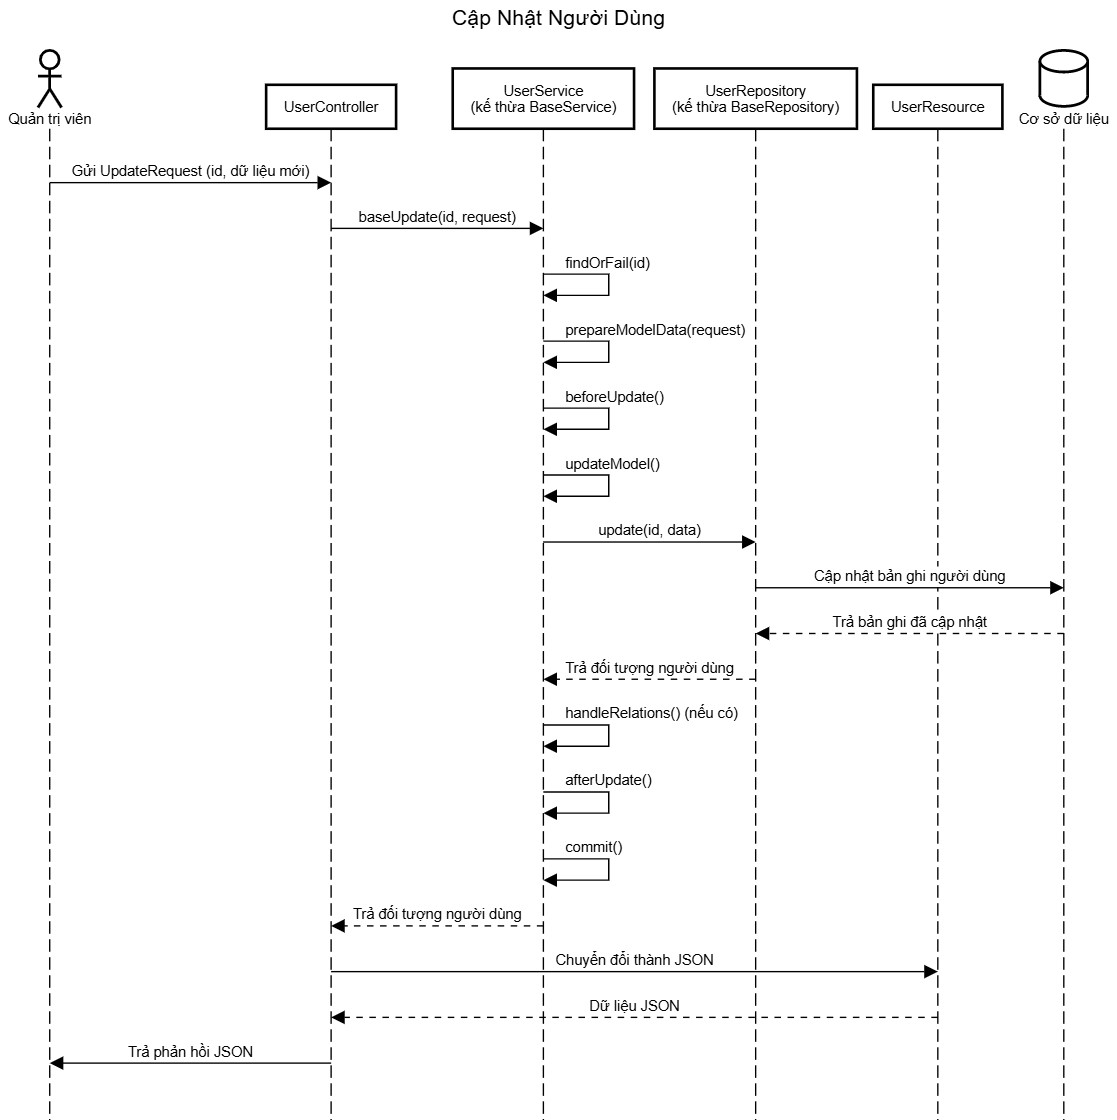 Cập Nhật Người Dùng
Quản trị viên
UserController
UserService
(kế thừa BaseService)
UserRepository
(kế thừa BaseRepository)
UserResource
Cơ sở dữ liệu
Gửi UpdateRequest (id, dữ liệu mới)
baseUpdate(id, request)
findOrFail(id)
prepareModelData(request)
beforeUpdate()
updateModel()
update(id, data)
Cập nhật bản ghi người dùng
Trả bản ghi đã cập nhật
Trả đối tượng người dùng
handleRelations() (nếu có)
afterUpdate()
commit()
Trả đối tượng người dùng
Chuyển đổi thành JSON
Dữ liệu JSON
Trả phản hồi JSON